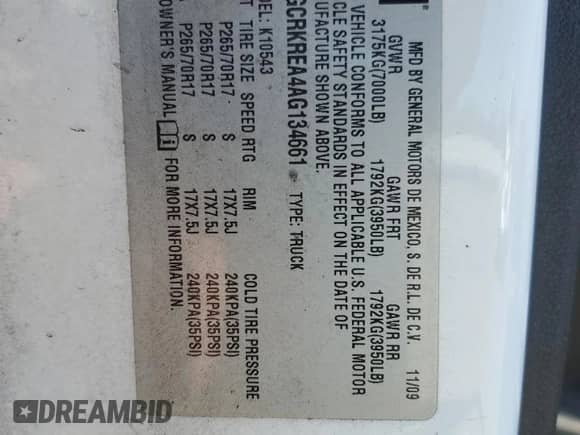 MFD BY GENERAL MOTORS DE MEXICO, S. DE R.L. DE C.V. 11/09
GVWR GAWR FRT GAWR RR
3175KG(7000LB) 1792KG(3950LB) 1792KG(3950LB)
VEHICLE CONFORMS TO ALL APPLICABLE U.S. FEDERAL MOTOR
CLE SAFETY STANDARDS IN EFFECT ON THE DATE OF
UFACTURE SHOWN ABOVE.
GCRKREA4AG134661 TYPE: TRUCK
DEL: K10543
TIRE SIZE SPEED RTG RIM COLD TIRE PRESSURE
P265/70R17 S 17X7.5J 240KPA(35PSI)
P265/70R17 S 17X7.5J 240KPA(35PSI)
P265/70R17 S 17X7.5J 240KPA(35PSI)
OWNER'S MANUAL FOR MORE INFORMATION.
DREAMBID